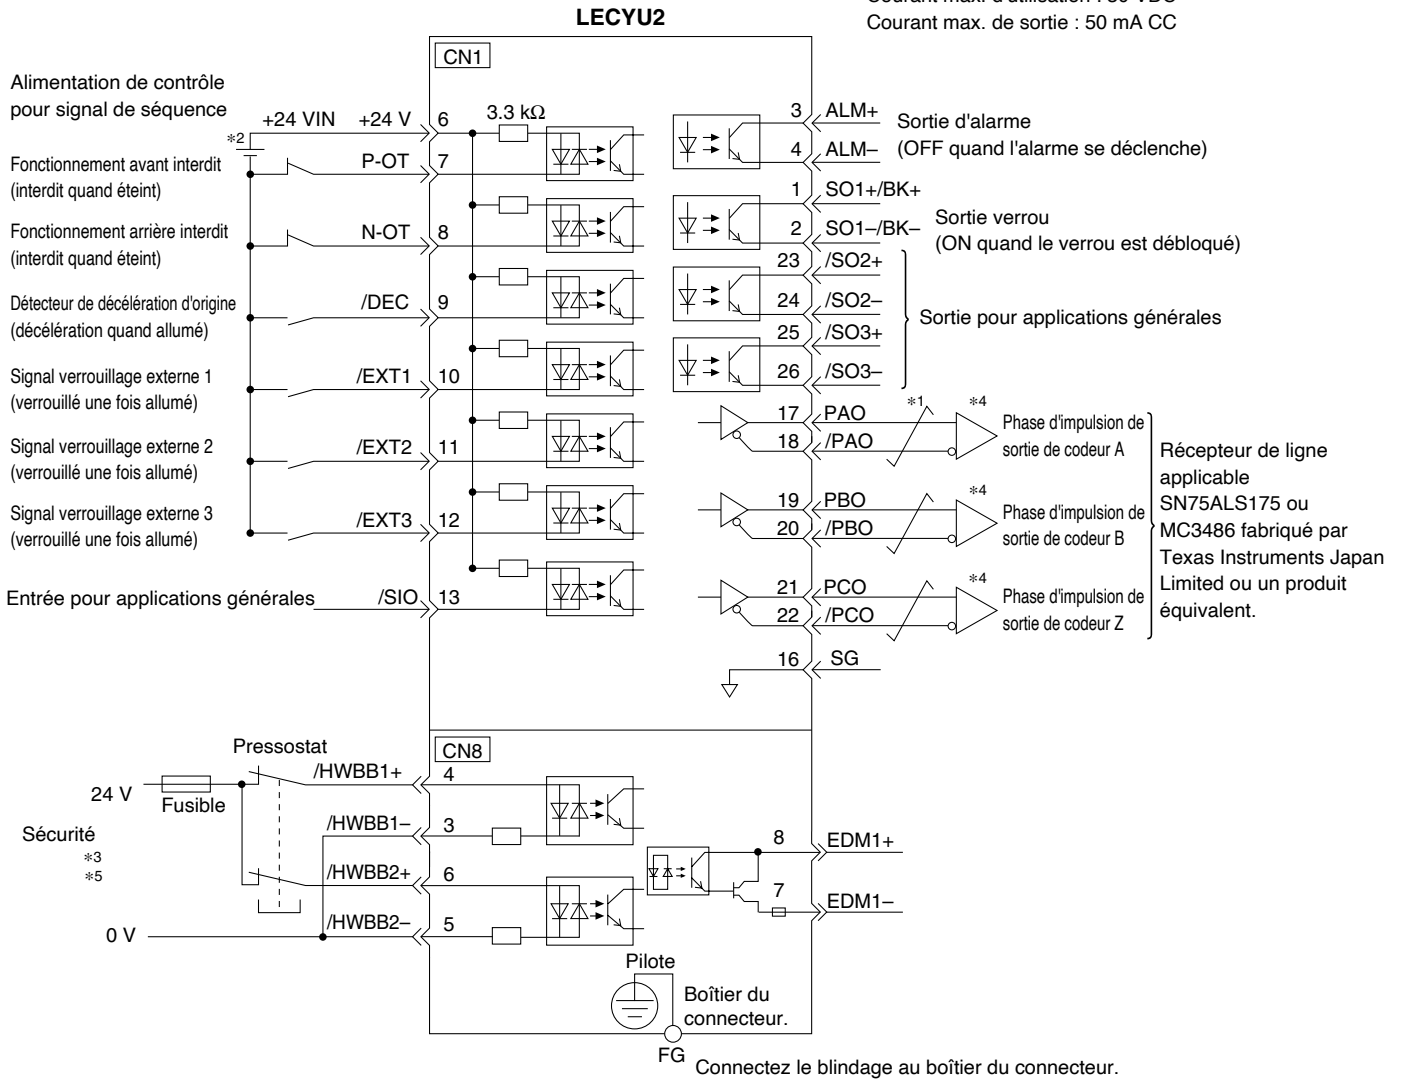 Courant max. d'utilisation : 30 VDC
Courant max. de sortie : 50 mA CC
LECYU2
CN1
Alimentation de contrôle
pour signal de séquence
+24 VIN
+24 V
6
3.3 kΩ
*2
Fonctionnement avant interdit
(interdit quand éteint)
P-OT
7
Fonctionnement arrière interdit
(interdit quand éteint)
N-OT
8
Détecteur de décélération d'origine
(décélération quand allumé)
/DEC
9
Signal verrouillage externe 1
(verrouillé une fois allumé)
/EXT1
10
Signal verrouillage externe 2
(verrouillé une fois allumé)
/EXT2
11
Signal verrouillage externe 3
(verrouillé une fois allumé)
/EXT3
12
Entrée pour applications générales
/SIO
13
3
ALM+
4
ALM–
Sortie d'alarme
(OFF quand l'alarme se déclenche)
1
SO1+/BK+
2
SO1–/BK–
Sortie verrou
(ON quand le verrou est débloqué)
23
/SO2+
24
/SO2–
25
/SO3+
26
/SO3–
Sortie pour applications générales
17
PAO
18
/PAO
*1
*4
Phase d'impulsion de
sortie de codeur A
19
PBO
20
/PBO
*4
Phase d'impulsion de
sortie de codeur B
21
PCO
22
/PCO
*4
Phase d'impulsion de
sortie de codeur Z
Récepteur de ligne
applicable
SN75ALS175 ou
MC3486 fabriqué par
Texas Instruments Japan
Limited ou un produit
équivalent.
16
SG
CN8
Pressostat
24 V
Fusible
/HWBB1+
4
Sécurité
*3
*5
/HWBB1–
3
/HWBB2+
6
/HWBB2–
5
0 V
8
EDM1+
7
EDM1–
Pilote
Boîtier du
connecteur.
FG
Connectez le blindage au boîtier du connecteur.